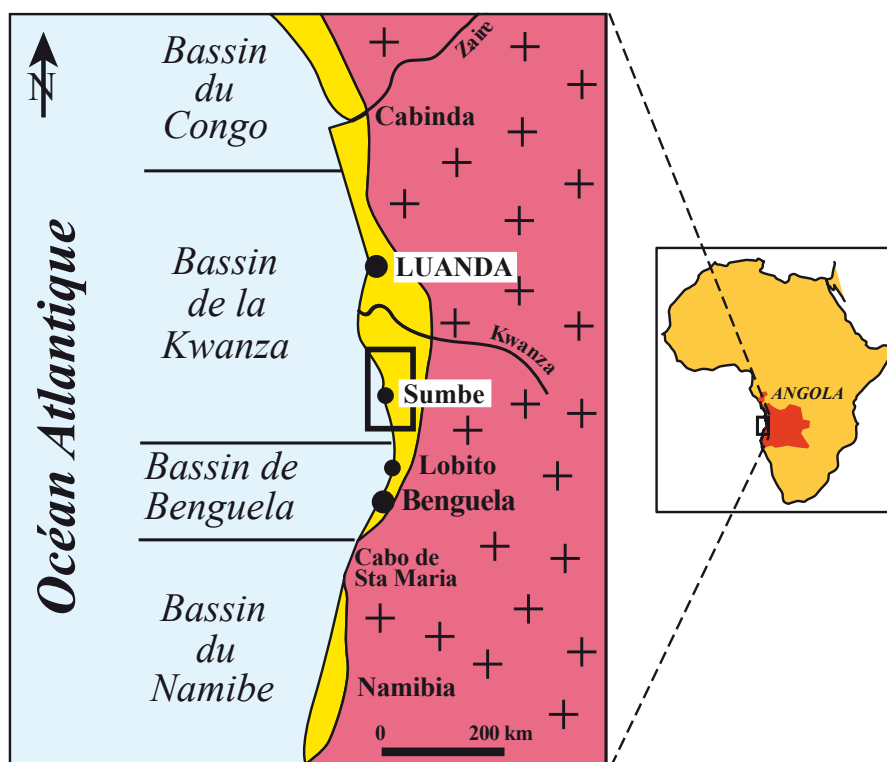 Bassin
du
Congo
N
Zaire
Cabinda
Océan Atlantique
Bassin
de la
Kwanza
LUANDA
Kwanza
Sumbe
ANGOLA
Bassin de
Benguela
Lobito
Benguela
Cabo de
Sta Maria
Bassin
du
Namibe
Namibia
0 200 km